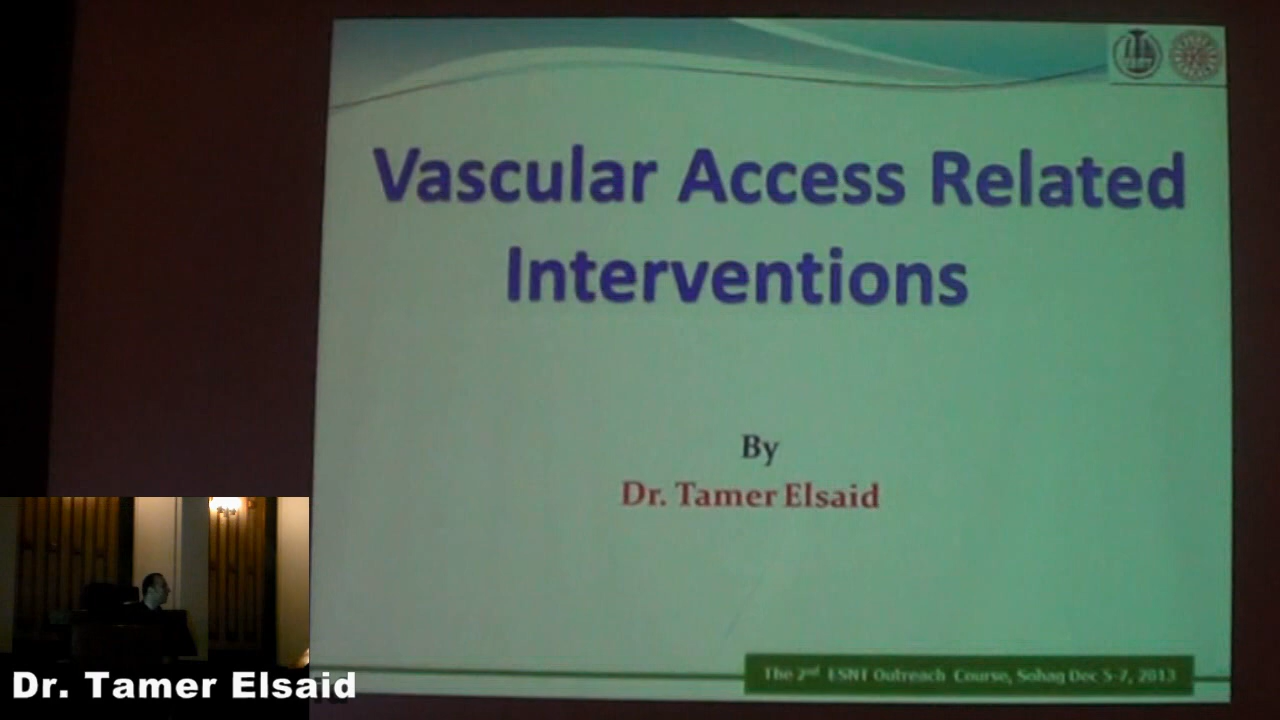 Vascular Access Related
Interventions
By
Dr. Tamer Elsaid
The 2nd ESNT Outreach Course, Sohag Dec 5-7, 2013
Dr. Tamer Elsaid